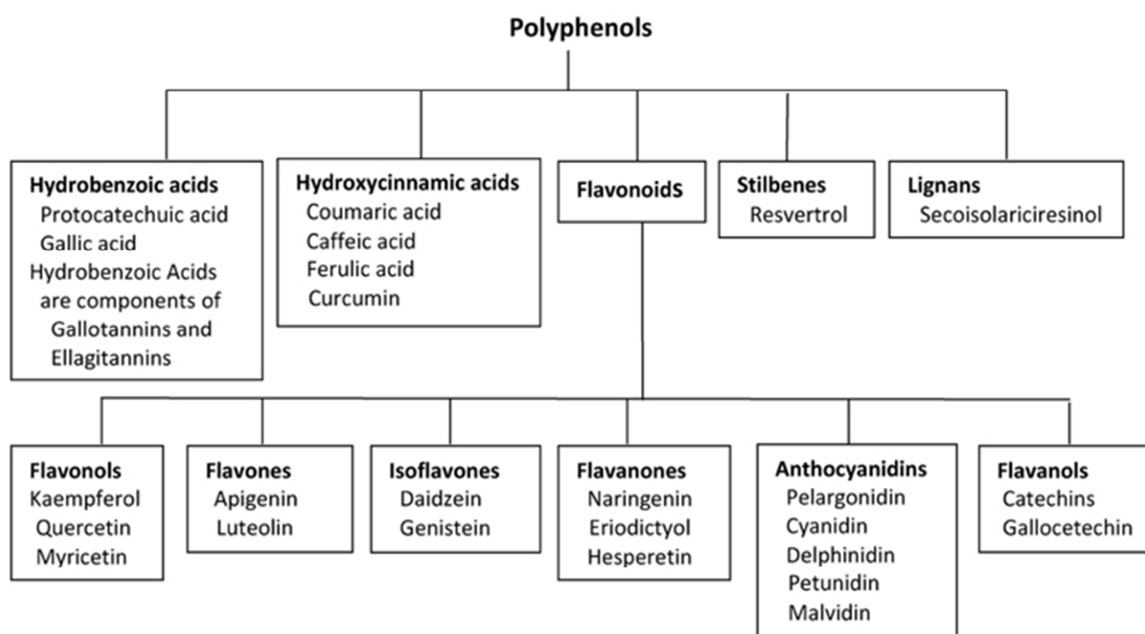 Polyphenols
Hydrobenzoic acids
Protocatechuic acid
Gallic acid
Hydrobenzoic Acids
are components of
Gallotannins and
Ellagitannins
Hydroxycinnamic acids
Coumaric acid
Caffeic acid
Ferulic acid
Curcumin
Flavonoids
Stilbenes
Resvertrol
Lignans
Secoisolariciresinol
Flavonols
Kaempferol
Quercetin
Myricetin
Flavones
Apigenin
Luteolin
Isoflavones
Daidzein
Genistein
Flavanones
Naringenin
Eriodictyol
Hesperetin
Anthocyanidins
Pelargonidin
Cyanidin
Delphinidin
Petunidin
Malvidin
Flavanols
Catechins
Gallocetechin